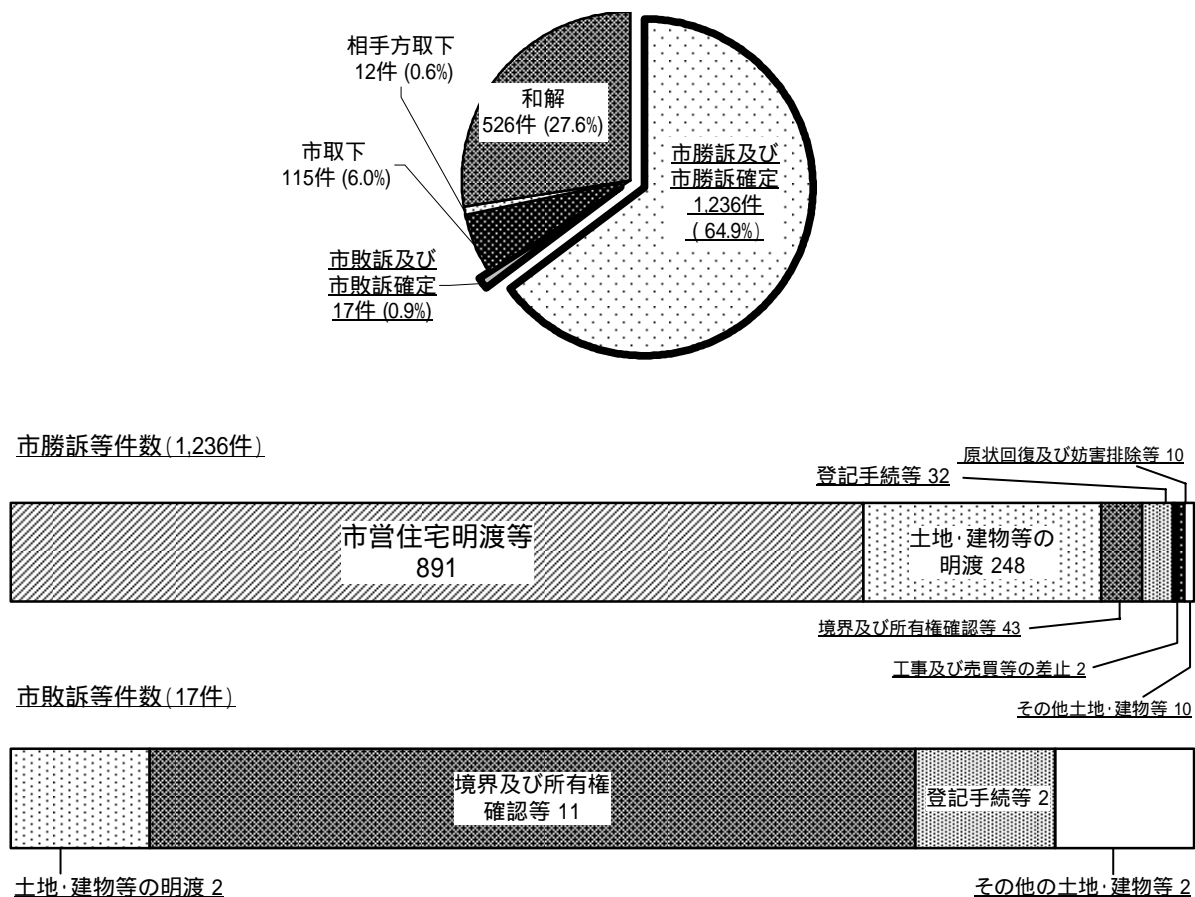 相手方取下
12件 (0.6%)
和解
526件 (27.6%)
市取下
115件 (6.0%)
市勝訴及び
市勝訴確定
1,236件
( 64.9%)
市敗訴及び
市敗訴確定
17件 (0.9%)
市勝訴等件数(1,236件)
原状回復及び妨害排除等 10
登記手続等 32
市営住宅明渡等
891
土地・建物等の
明渡 248
境界及び所有権確認等 43
工事及び売買等の差止 2
その他土地・建物等 10
市敗訴等件数(17件)
境界及び所有権
確認等 11
登記手続等 2
土地・建物等の明渡 2
その他の土地・建物等 2